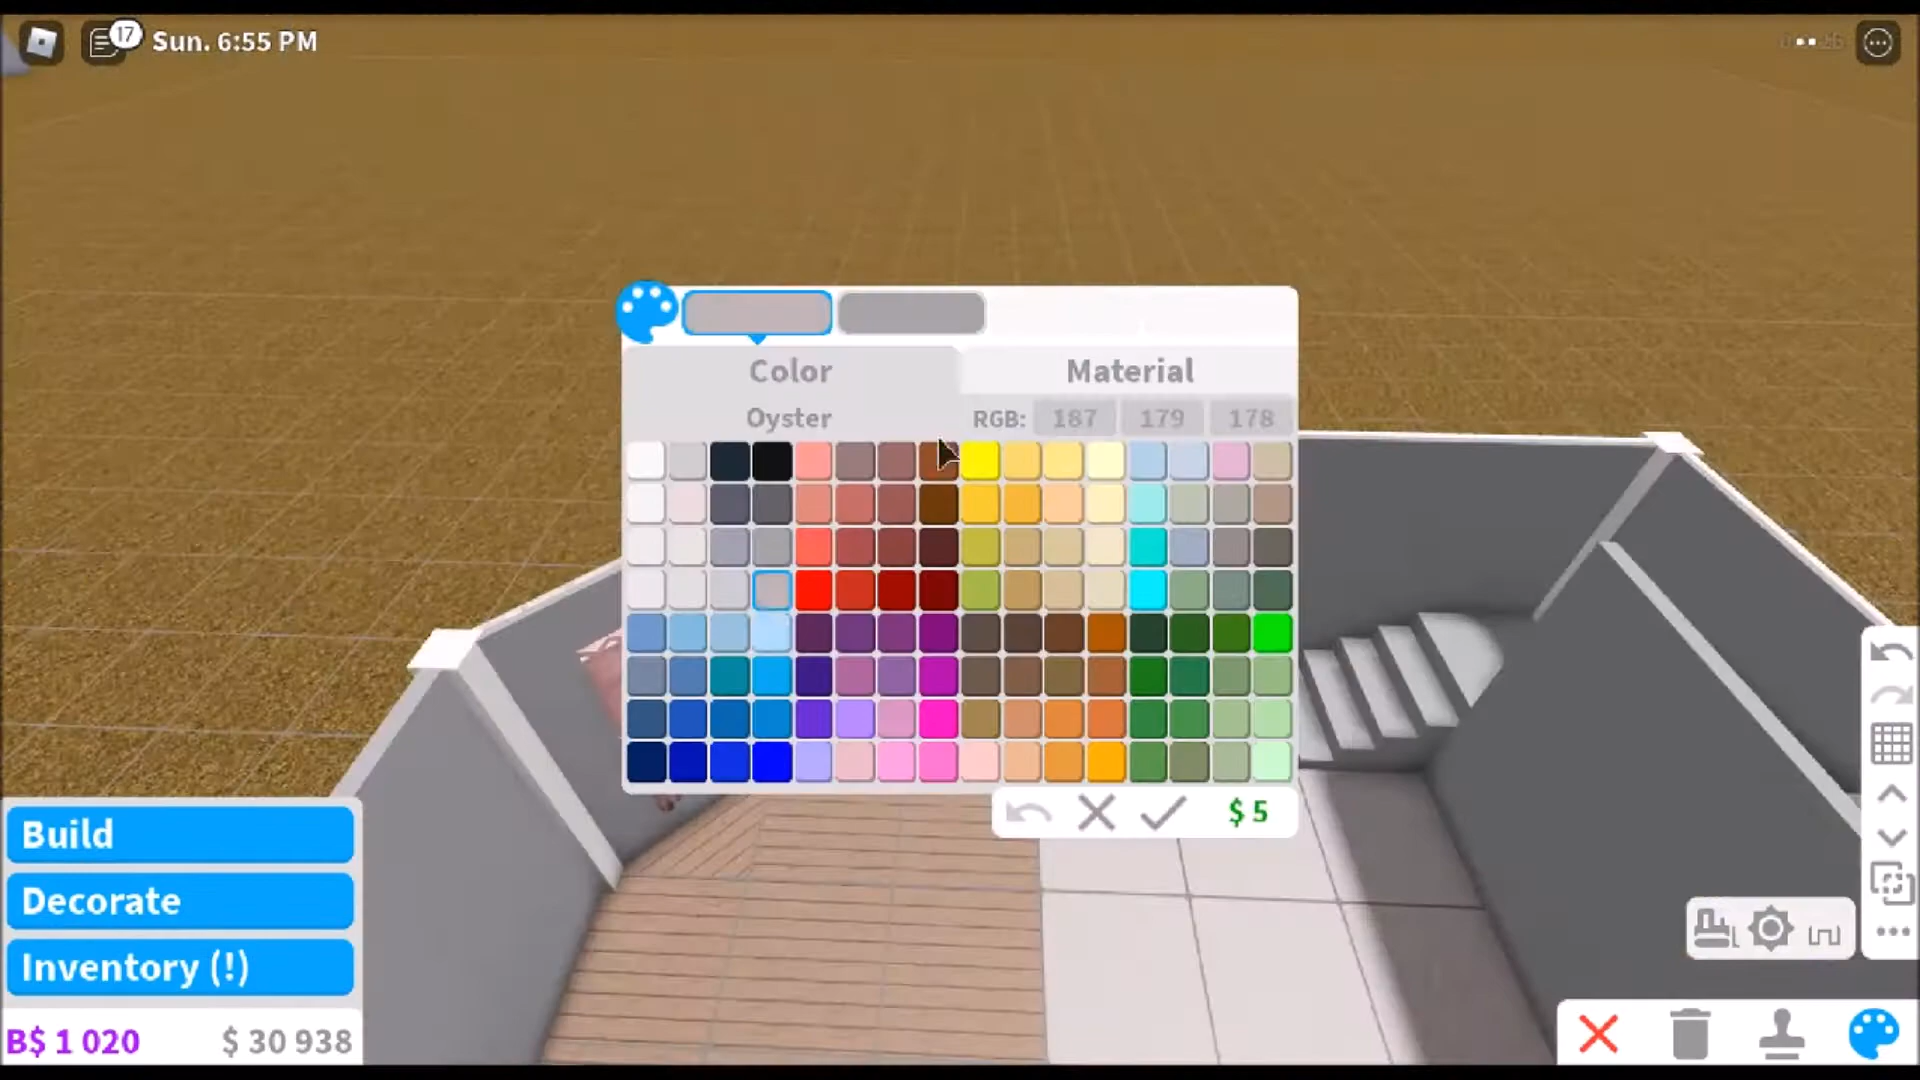 17
Sun. 6:55 PM
Color
Material
Oyster
RGB: 187 179 178
$ 5
Build
Decorate
Inventory (!)
B$ 1 020
$ 30 938